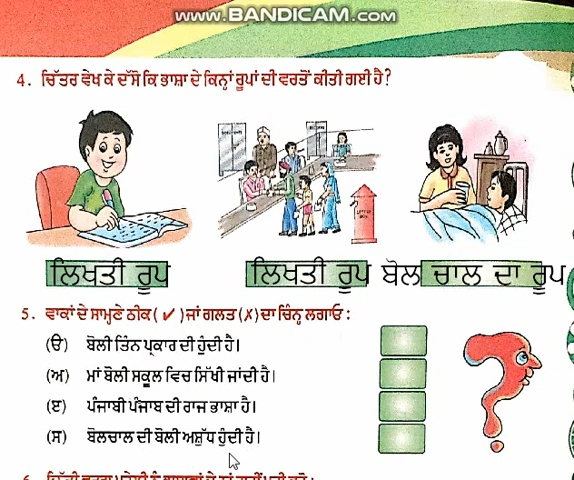 www.BANDICAM.com
4. ਚਿੱਤਰ ਵੇਖ ਕੇ ਦੱਸੋ ਕਿ ਭਾਸ਼ਾ ਦੇ ਕਿਨ੍ਹਾਂ ਰੂਪਾਂ ਦੀ ਵਰਤੋਂ ਕੀਤੀ ਗਈ ਹੈ?
ਲਿਖਤੀ ਰੂਪ ਲਿਖਤੀ ਰੂਪ ਬੋਲ ਚਾਲ ਦਾ ਰੂਪ
5. ਵਾਕਾਂ ਦੇ ਸਾਮ੍ਹਣੇ ਠੀਕ (✔) ਜਾਂ ਗਲਤ (✗) ਦਾ ਚਿੰਨ੍ਹ ਲਗਾਓ :
(ੳ) ਬੋਲੀ ਤਿੰਨ ਪ੍ਰਕਾਰ ਦੀ ਹੁੰਦੀ ਹੈ।
(ਅ) ਮਾਂ ਬੋਲੀ ਸਕੂਲ ਵਿਚ ਸਿੱਖੀ ਜਾਂਦੀ ਹੈ।
(ੲ) ਪੰਜਾਬੀ ਪੰਜਾਬ ਦੀ ਰਾਜ ਭਾਸ਼ਾ ਹੈ।
(ਸ) ਬੋਲਚਾਲ ਦੀ ਬੋਲੀ ਅਸ਼ੁੱਧ ਹੁੰਦੀ ਹੈ।